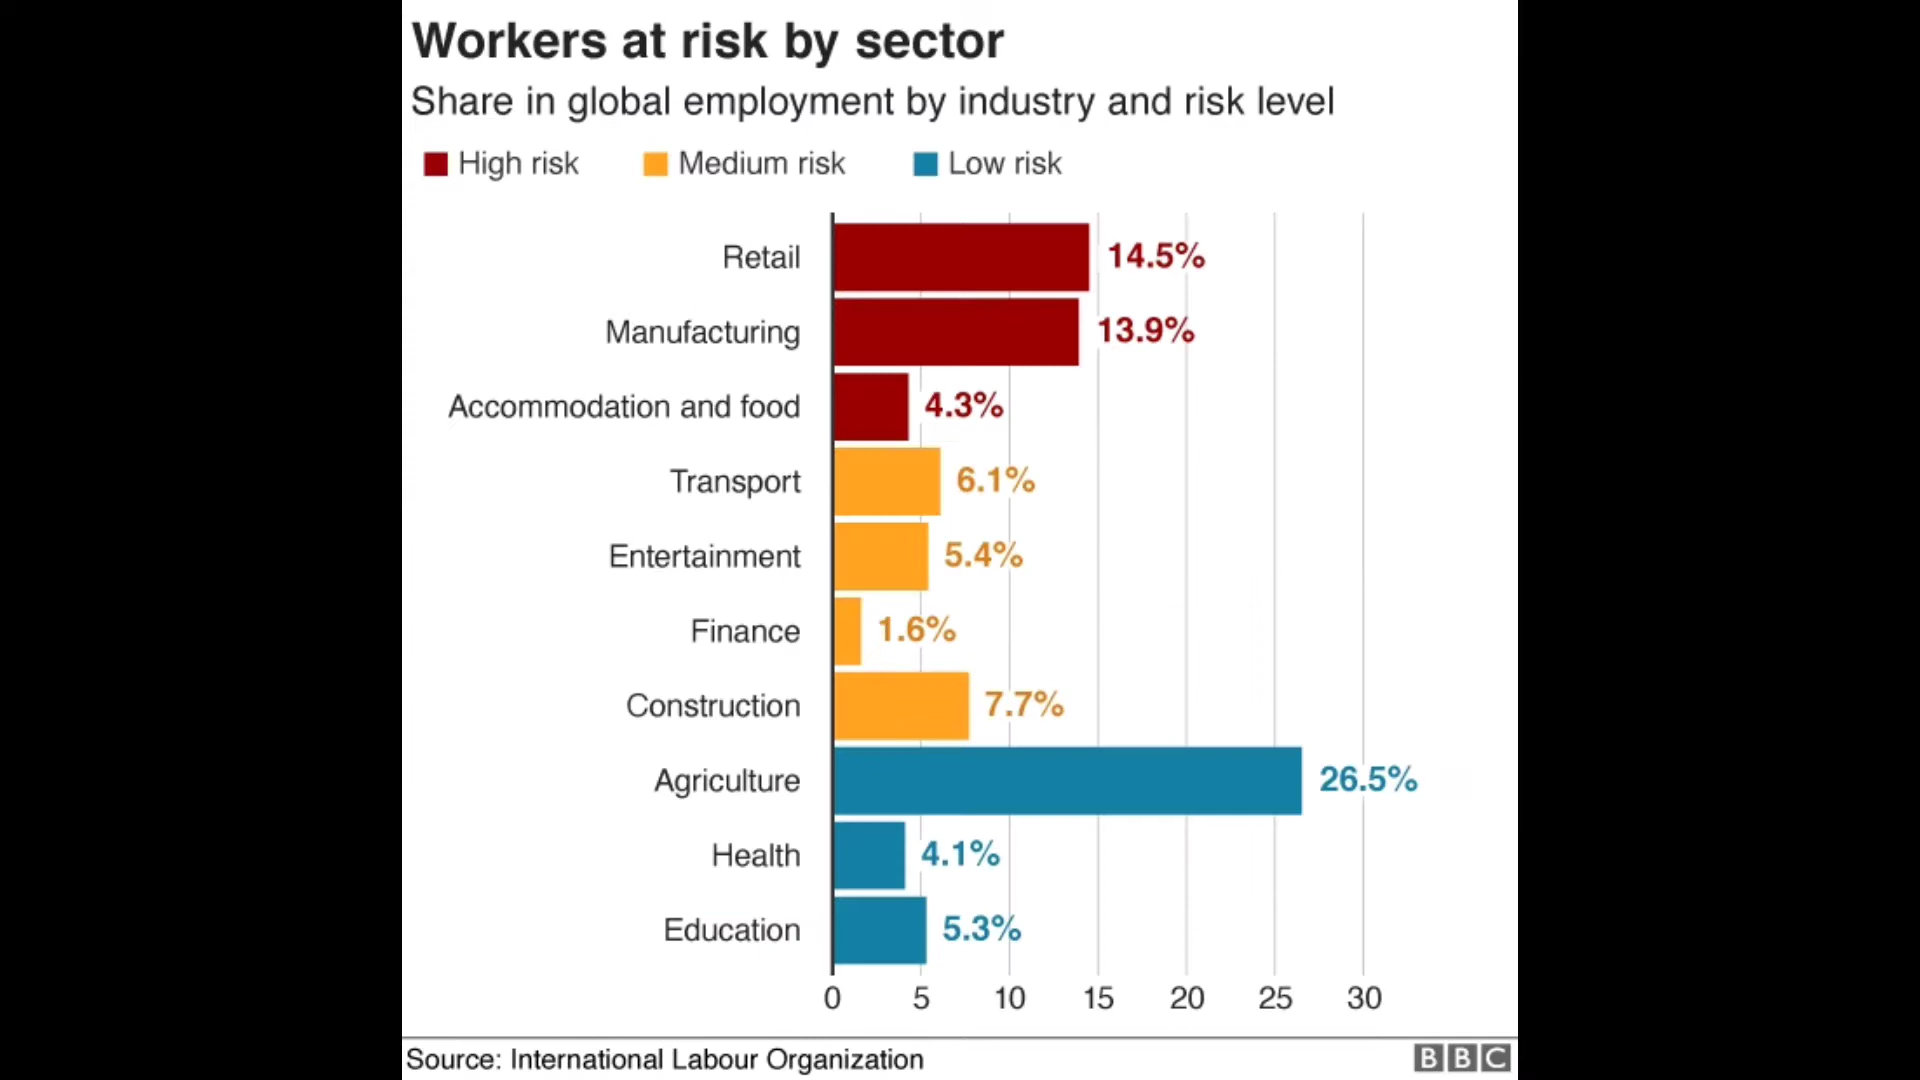 Workers at risk by sector
Share in global employment by industry and risk level
High risk Medium risk Low risk
Retail 14.5%
Manufacturing 13.9%
Accommodation and food 4.3%
Transport 6.1%
Entertainment 5.4%
Finance 1.6%
Construction 7.7%
Agriculture 26.5%
Health 4.1%
Education 5.3%
0 5 10 15 20 25 30
Source: International Labour Organization BBC